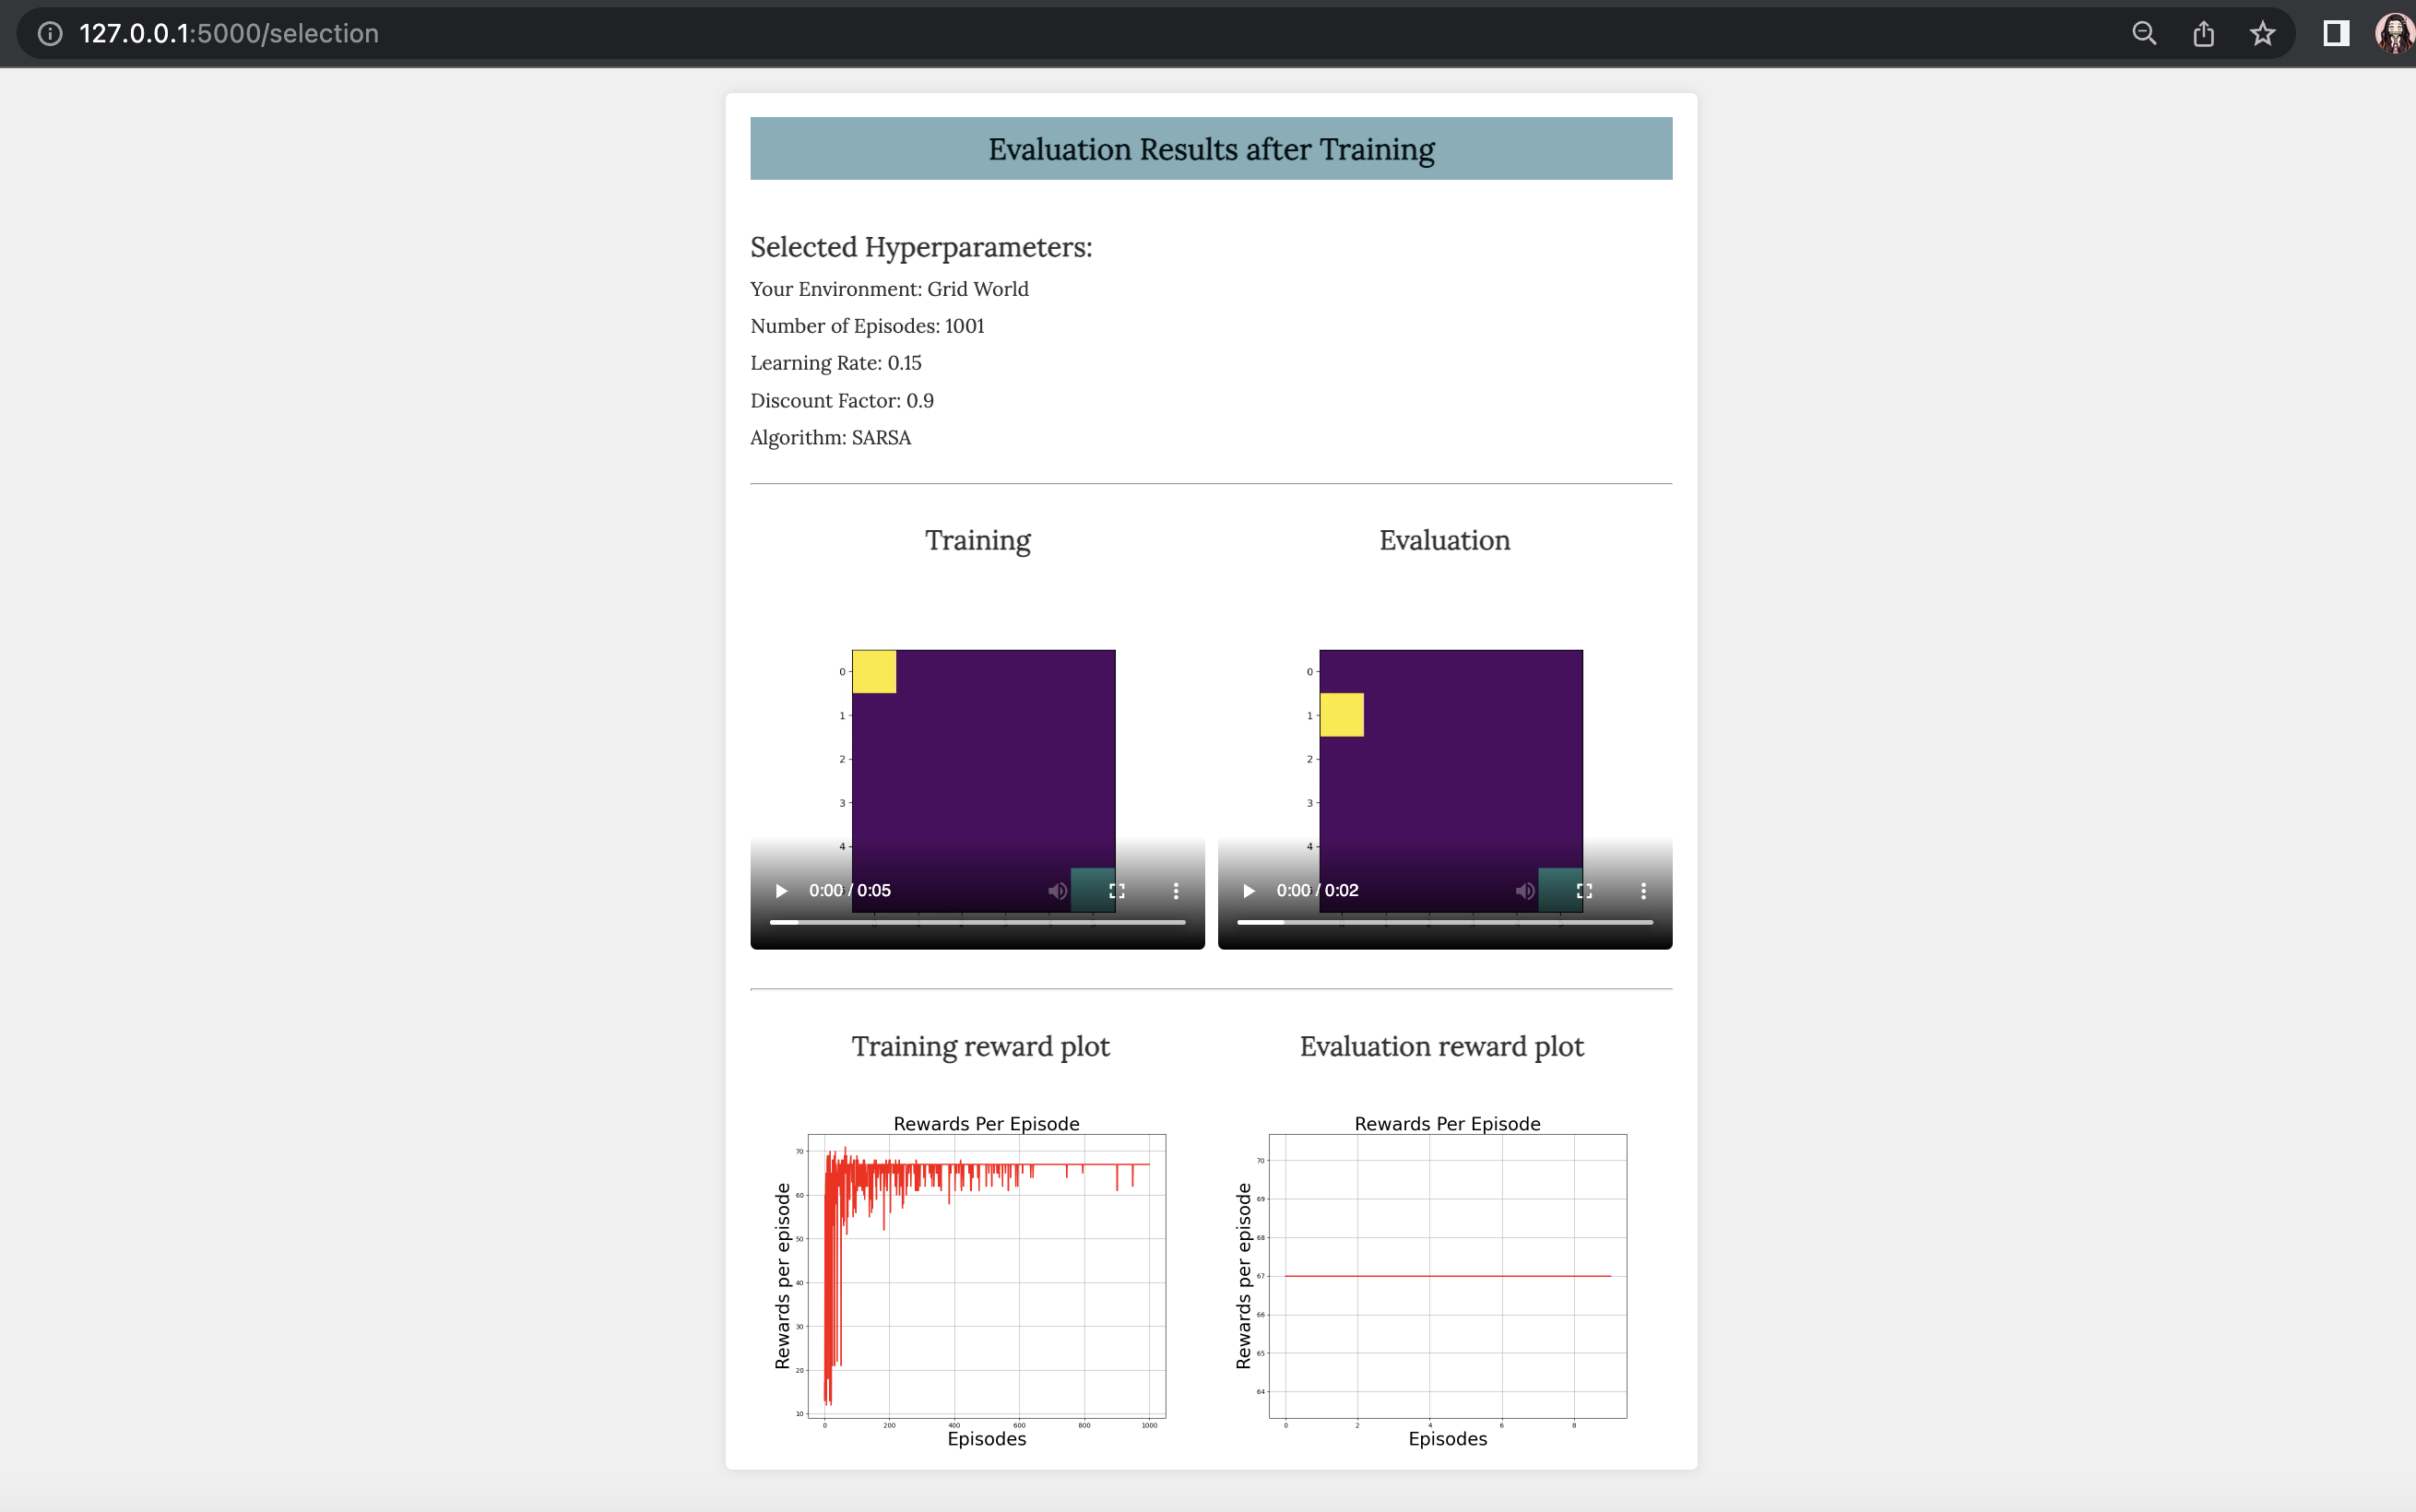 127.0.0.1:5000/selection
Evaluation Results after Training
Selected Hyperparameters:
Your Environment: Grid World
Number of Episodes: 1001
Learning Rate: 0.15
Discount Factor: 0.9
Algorithm: SARSA
Training
Evaluation
0
1
2
3
4
0:00 / 0:05
0
1
2
3
4
0:00 / 0:02
Training reward plot
Evaluation reward plot
Rewards Per Episode
Rewards per episode
70
60
50
40
30
20
10
0 200 400 600 800 1000
Episodes
Rewards Per Episode
Rewards per episode
70
69
68
67
66
65
64
0 2 4 6 8
Episodes